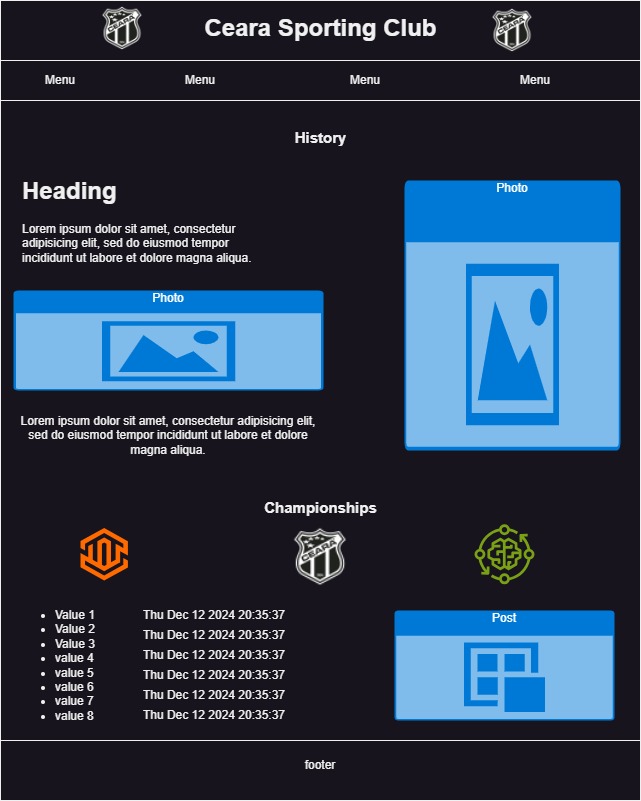 CEARÁ
Ceara Sporting Club
CEARÁ
Menu
Menu
Menu
Menu
History
Heading
Lorem ipsum dolor sit amet, consectetur
adipisicing elit, sed do eiusmod tempor
incididunt ut labore et dolore magna aliqua.
Photo
Photo
Lorem ipsum dolor sit amet, consectetur adipisicing elit,
sed do eiusmod tempor incididunt ut labore et dolore
magna aliqua.
Championships
CEARÁ
• Value 1
• Value 2
• Value 3
• value 4
• value 5
• value 6
• value 7
• value 8
Thu Dec 12 2024 20:35:37
Thu Dec 12 2024 20:35:37
Thu Dec 12 2024 20:35:37
Thu Dec 12 2024 20:35:37
Thu Dec 12 2024 20:35:37
Thu Dec 12 2024 20:35:37
Post
footer